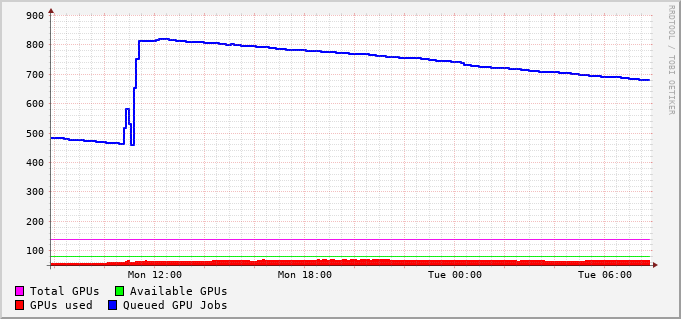 900
800
700
600
500
400
300
200
100
Mon 12:00 Mon 18:00 Tue 00:00 Tue 06:00
Total GPUs Available GPUs
GPUs used Queued GPU Jobs
RRDTOOL / TOBI OETIKER